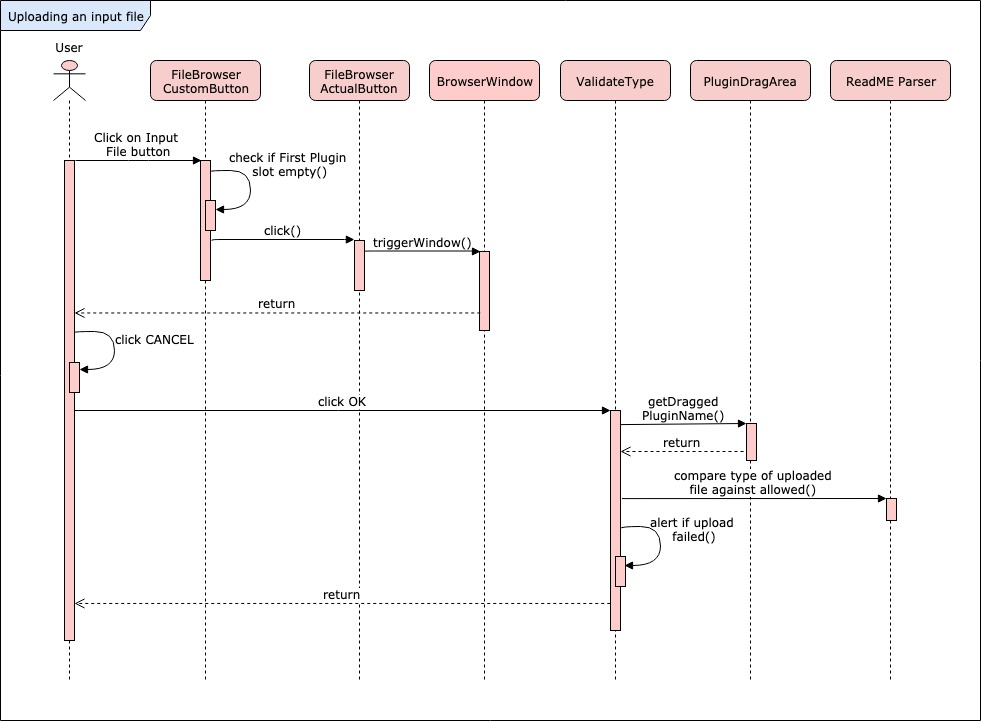 Uploading an input file
User
FileBrowser
CustomButton
FileBrowser
ActualButton
BrowserWindow
ValidateType
PluginDragArea
ReadME Parser
Click on Input
File button
check if First Plugin
slot empty()
click()
triggerWindow()
return
click CANCEL
click OK
getDragged
PluginName()
return
compare type of uploaded
file against allowed()
alert if upload
failed()
return